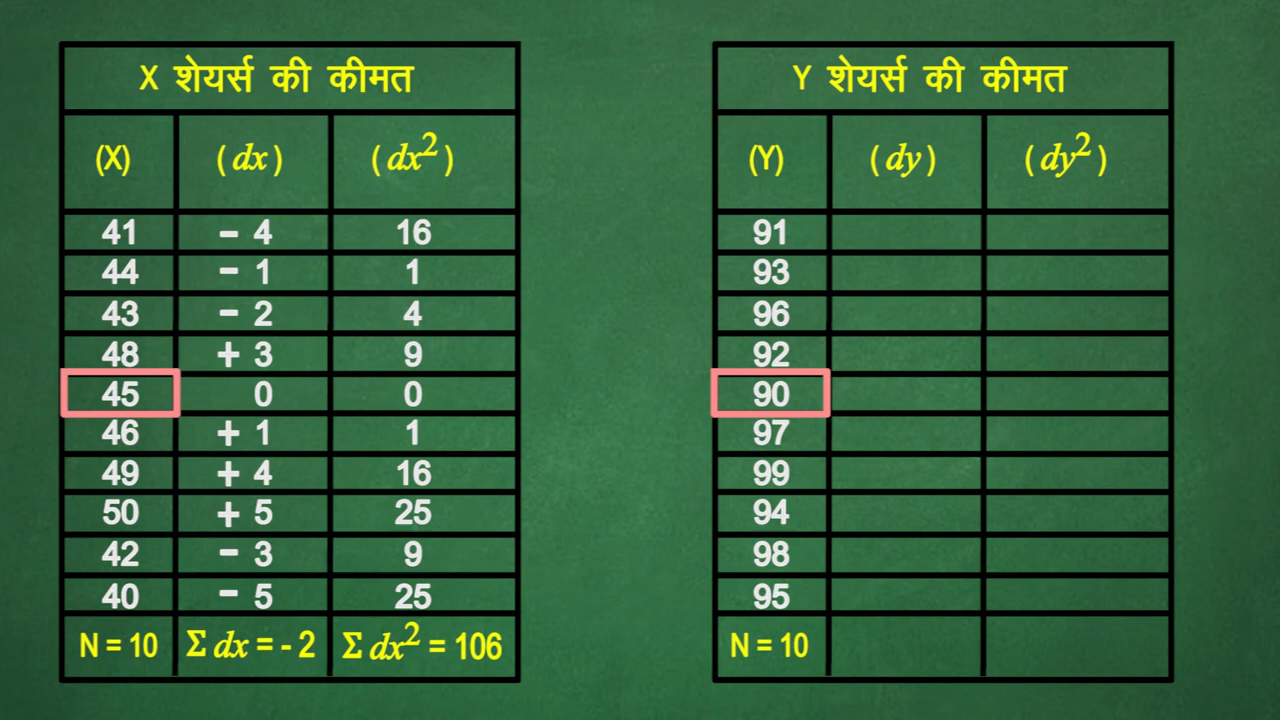 X शेयर्स की कीमत
(X) (dx) (dx²)
41 - 4 16
44 - 1 1
43 - 2 4
48 + 3 9
45 0 0
46 + 1 1
49 + 4 16
50 + 5 25
42 - 3 9
40 - 5 25
N = 10 Σ dx = - 2 Σ dx² = 106
Y शेयर्स की कीमत
(Y) (dy) (dy²)
91
93
96
92
90
97
99
94
98
95
N = 10